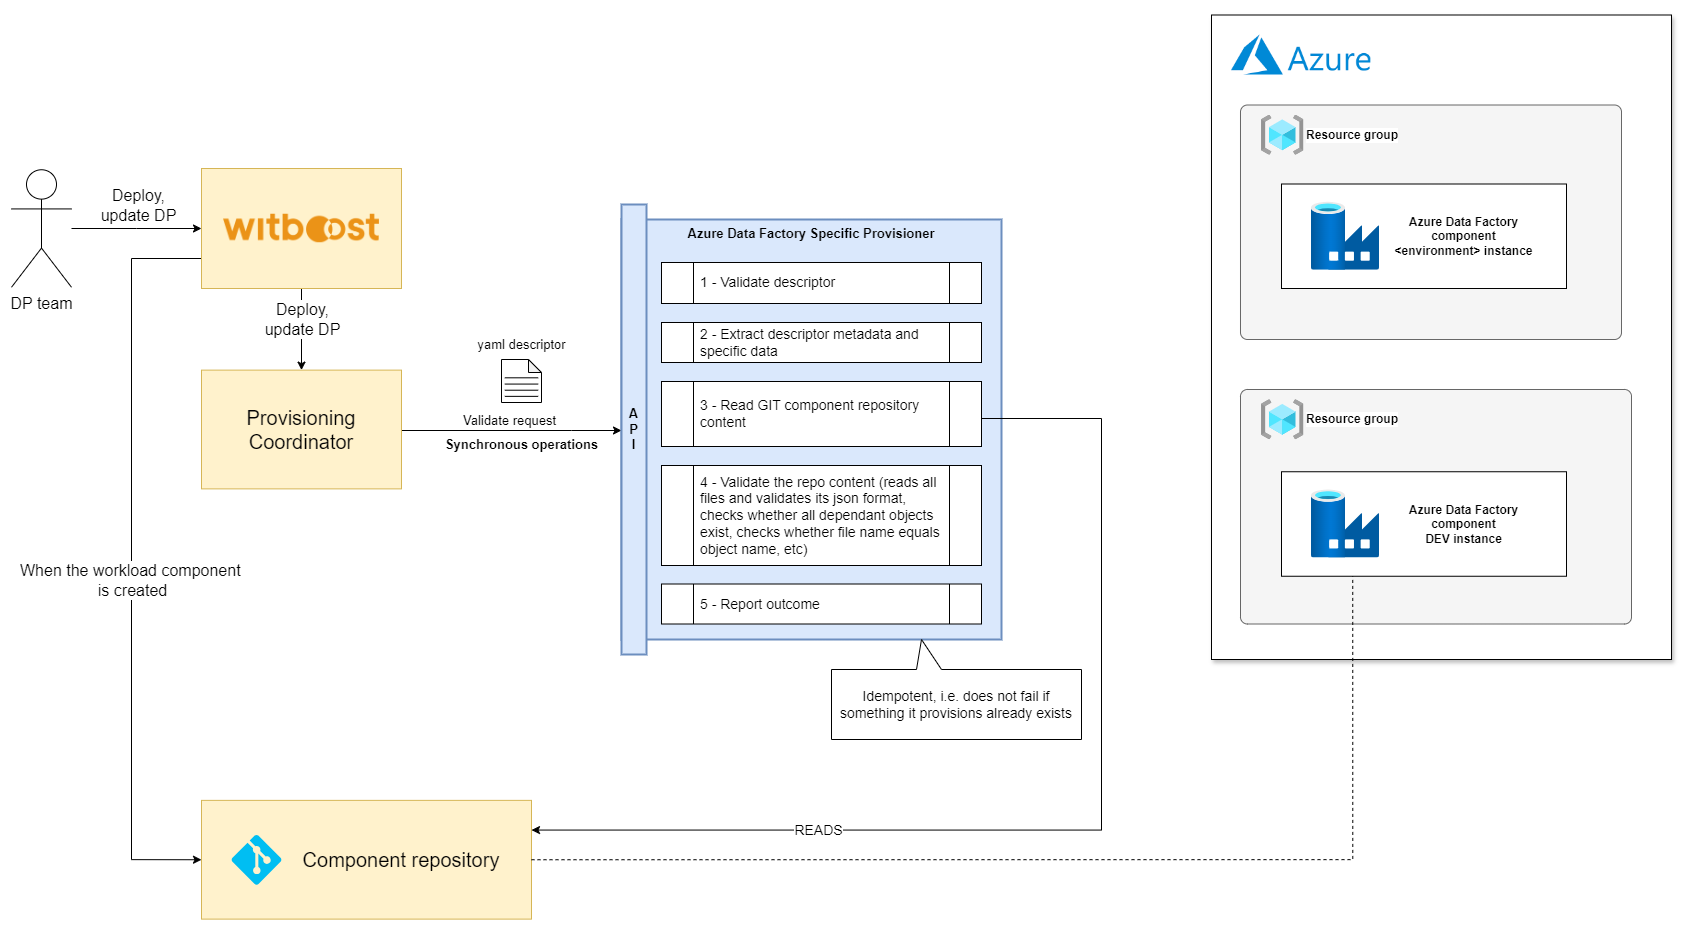 Azure
Resource group
Azure Data Factory
component
<environment> instance
Resource group
Azure Data Factory
component
DEV instance
Deploy,
update DP
DP team
witboost
Deploy,
update DP
Provisioning
Coordinator
yaml descriptor
Validate request
Synchronous operations
A
P
I
Azure Data Factory Specific Provisioner
1 - Validate descriptor
2 - Extract descriptor metadata and
specific data
3 - Read GIT component repository
content
4 - Validate the repo content (reads all
files and validates its json format,
checks whether all dependant objects
exist, checks whether file name equals
object name, etc)
5 - Report outcome
Idempotent, i.e. does not fail if
something it provisions already exists
When the workload component
is created
READS
Component repository